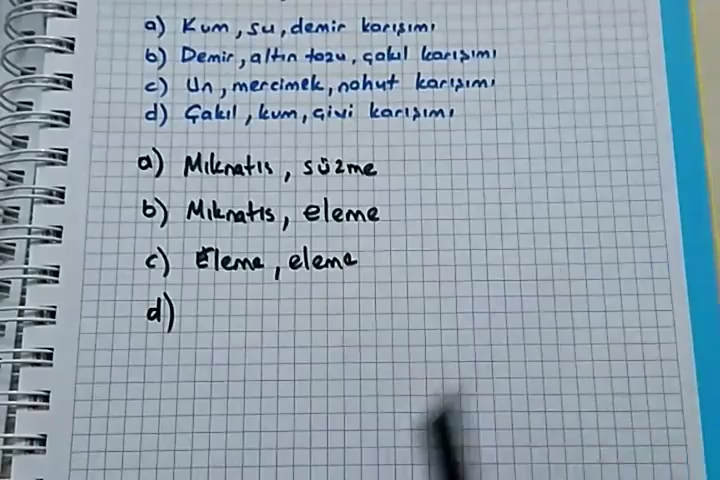 a) Kum, su, demir karışımı
b) Demir, altın tozu, çakıl karışımı
c) Un, mercimek, nohut karışımı
d) Çakıl, kum, çivi karışımı
a) Mıknatıs, süzme
b) Mıknatıs, eleme
c) Eleme, eleme
d)